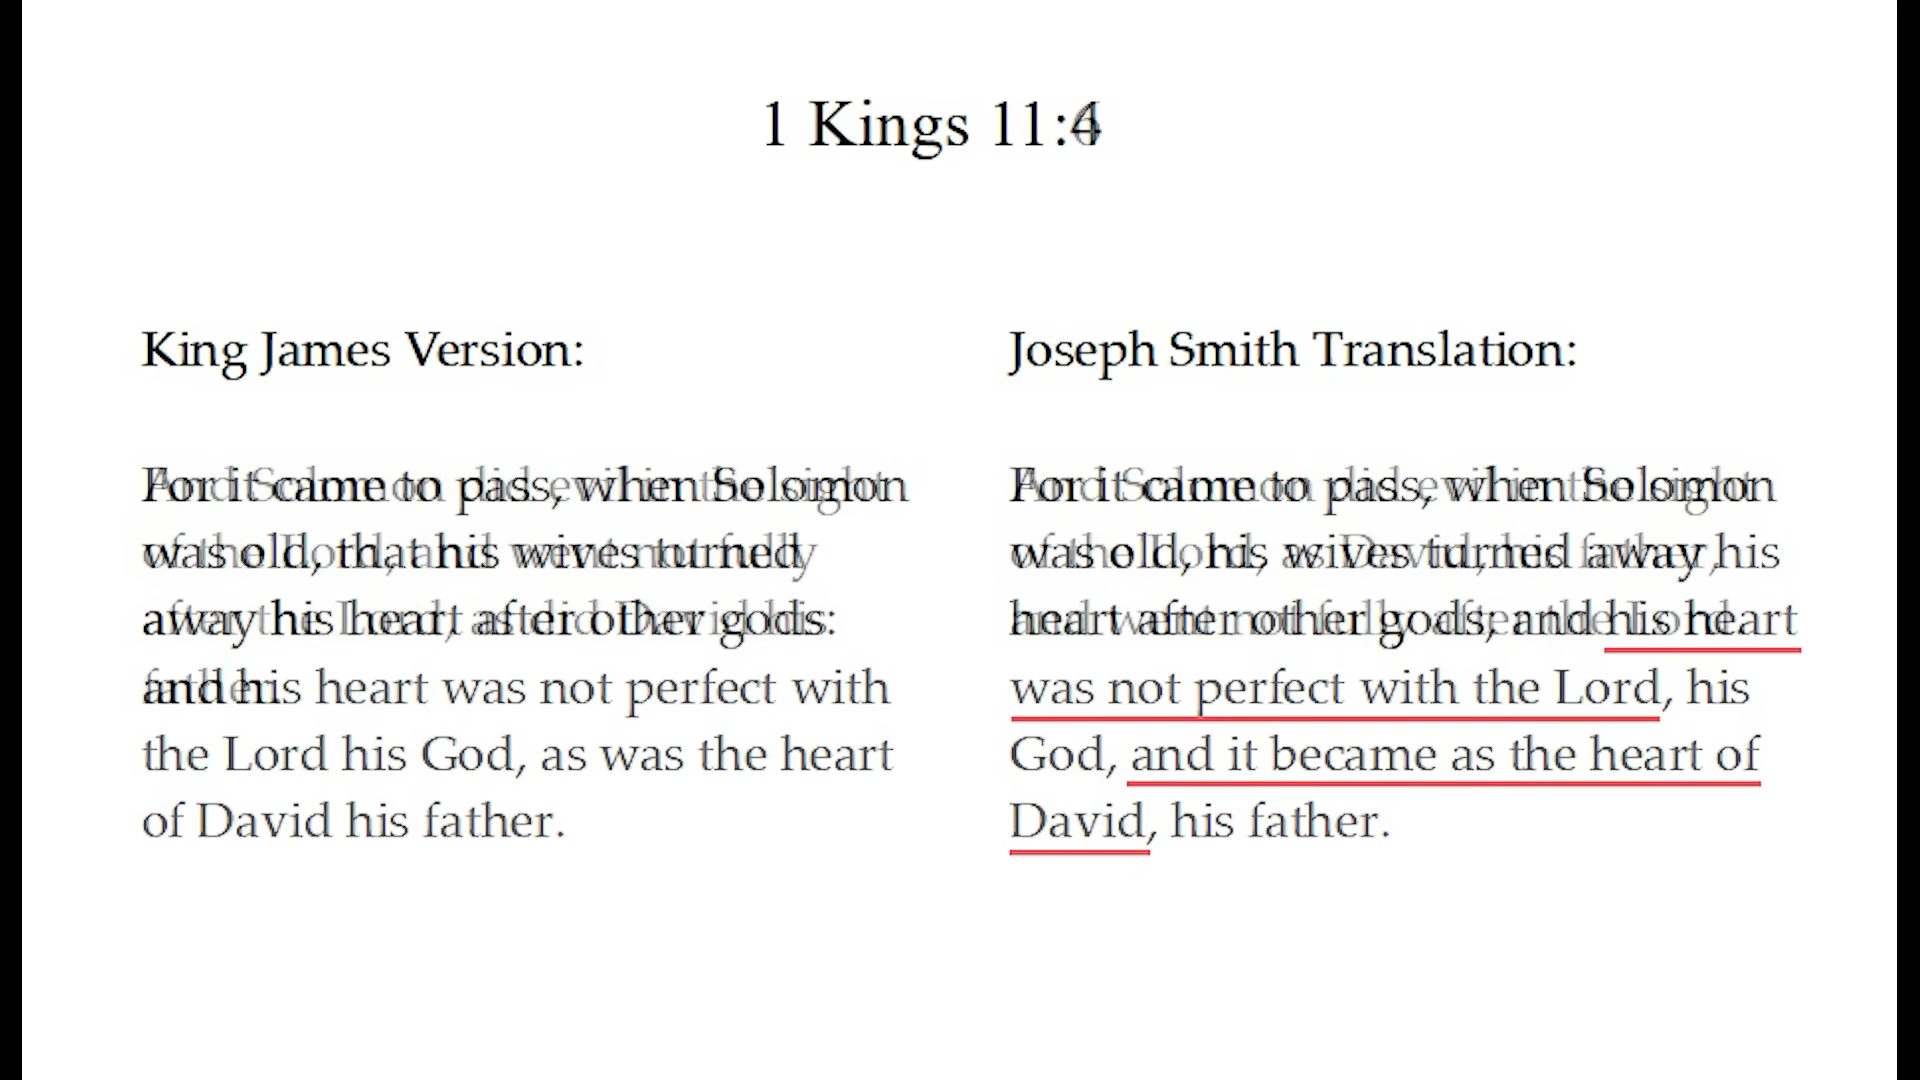 1 Kings 11:4
King James Version:
For it came to pass, when Solomon
was old, that his wives turned
away his heart after other gods:
and his heart was not perfect with
the Lord his God, as was the heart
of David his father.
Joseph Smith Translation:
For it came to pass, when Solomon
was old, his wives turned away his
heart after other gods; and his heart
was not perfect with the Lord, his
God, and it became as the heart of
David, his father.